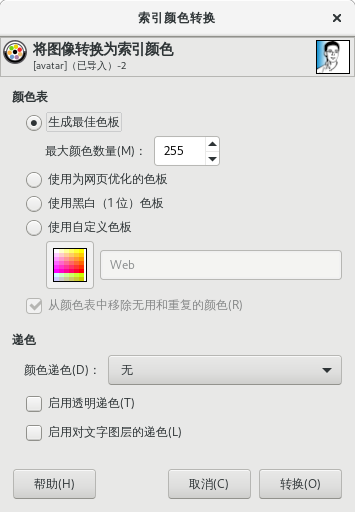 索引颜色转换
将图像转换为索引颜色
[avatar]（已导入）-2
颜色表
生成最佳色板
最大颜色数量(M)： 255
使用为网页优化的色板
使用黑白（1 位）色板
使用自定义色板
Web
从颜色表中移除无用和重复的颜色(R)
递色
颜色递色(D)： 无
启用透明递色(T)
启用对文字图层的递色(L)
帮助(H) 取消(C) 转换(O)